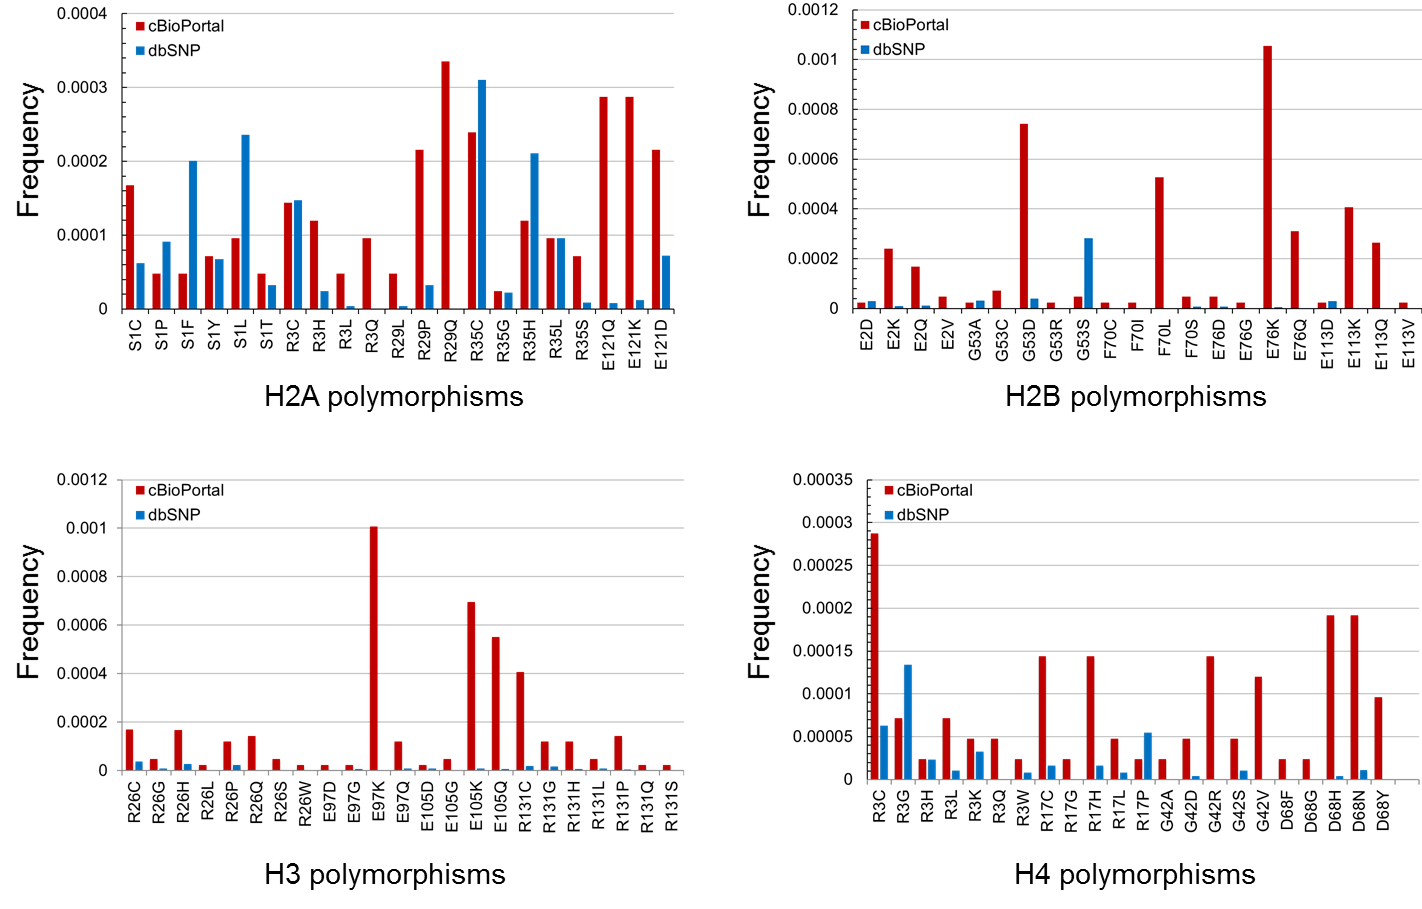 0.0004
0.0003
0.0002
0.0001
0
Frequency
cBioPortal
dbSNP
S1C S1P S1F S1Y S1L S1T R3C R3H R3L R3Q R29L R29P R29Q R35C R35G R35H R35L R35S E121Q E121K E121D
H2A polymorphisms
0.0012
0.001
0.0008
0.0006
0.0004
0.0002
0
Frequency
cBioPortal
dbSNP
E2D E2K E2Q E2V G53A G53C G53D G53R G53S F70C F70I F70L F70S E76D E76G E76K E76Q E113D E113K E113Q E113V
H2B polymorphisms
0.0012
0.001
0.0008
0.0006
0.0004
0.0002
0
Frequency
cBioPortal
dbSNP
R26C R26G R26H R26L R26P R26Q R26S R26W E97D E97G E97K E97Q E105D E105G E105K E105Q R131C R131G R131H R131L R131P R131Q R131S
H3 polymorphisms
0.00035
0.0003
0.00025
0.0002
0.00015
0.0001
0.00005
0
Frequency
cBioPortal
dbSNP
R3C R3G R3H R3L R3K R3Q R3W R17C R17G R17H R17L R17P G42A G42D G42R G42S G42V D68F D68G D68H D68N D68Y
H4 polymorphisms